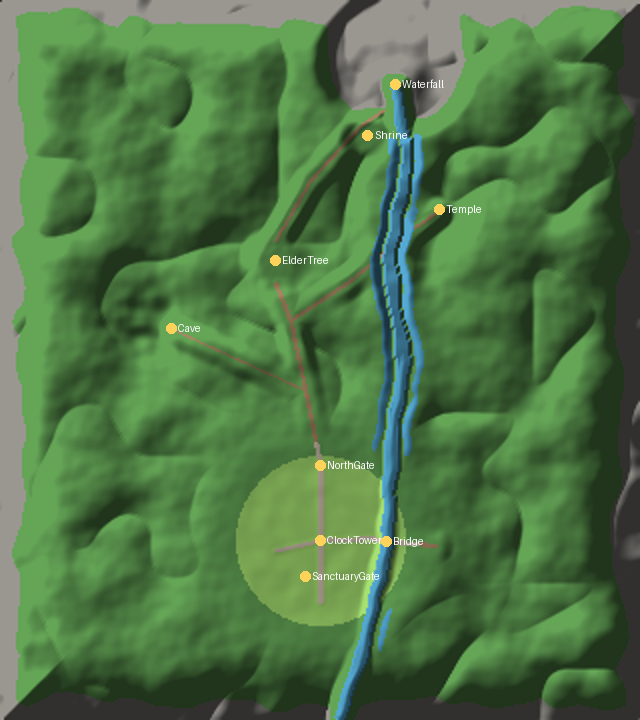 Waterfall
Shrine
Temple
ElderTree
Cave
NorthGate
ClockTower
Bridge
SanctuaryGate